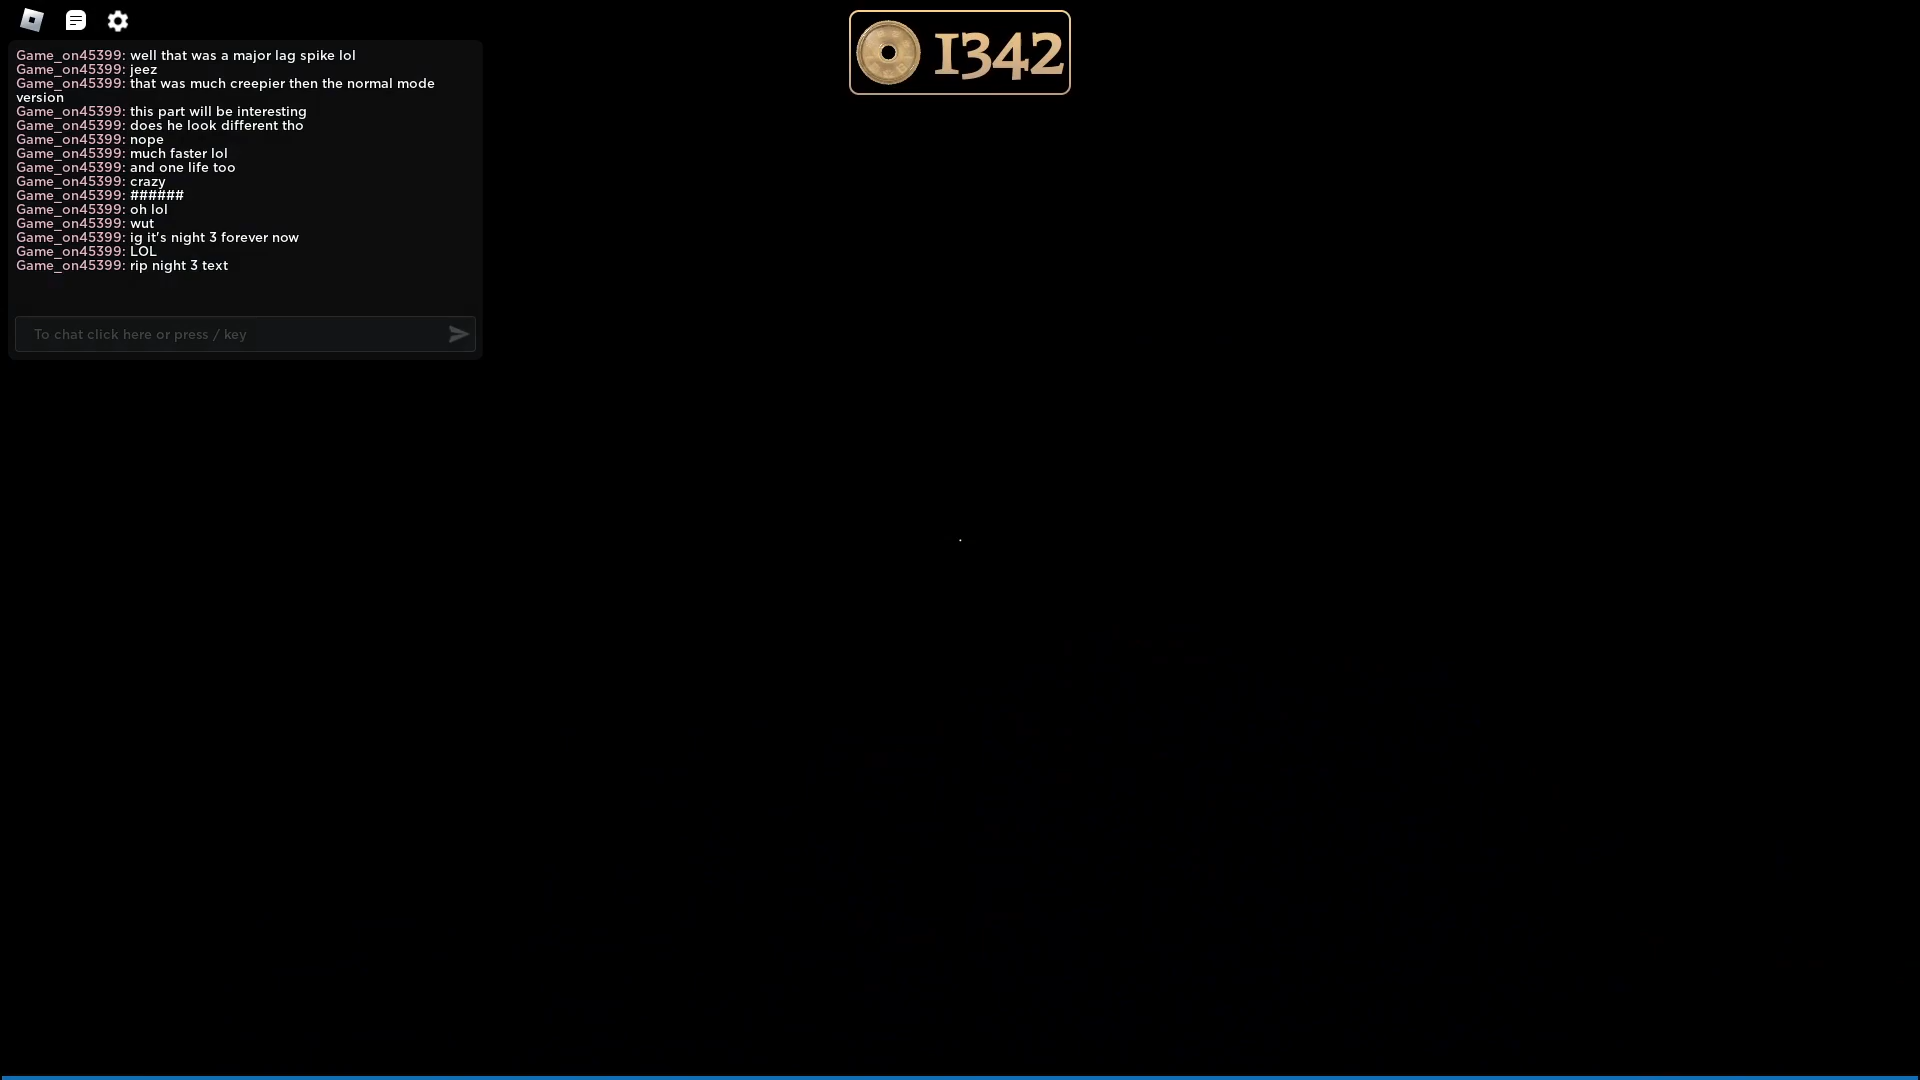 1342
Game_on45399: well that was a major lag spike lol
Game_on45399: jeez
Game_on45399: that was much creepier then the normal mode
version
Game_on45399: this part will be interesting
Game_on45399: does he look different tho
Game_on45399: nope
Game_on45399: much faster lol
Game_on45399: and one life too
Game_on45399: crazy
Game_on45399: ######
Game_on45399: oh lol
Game_on45399: wut
Game_on45399: ig it's night 3 forever now
Game_on45399: LOL
Game_on45399: rip night 3 text
To chat click here or press / key